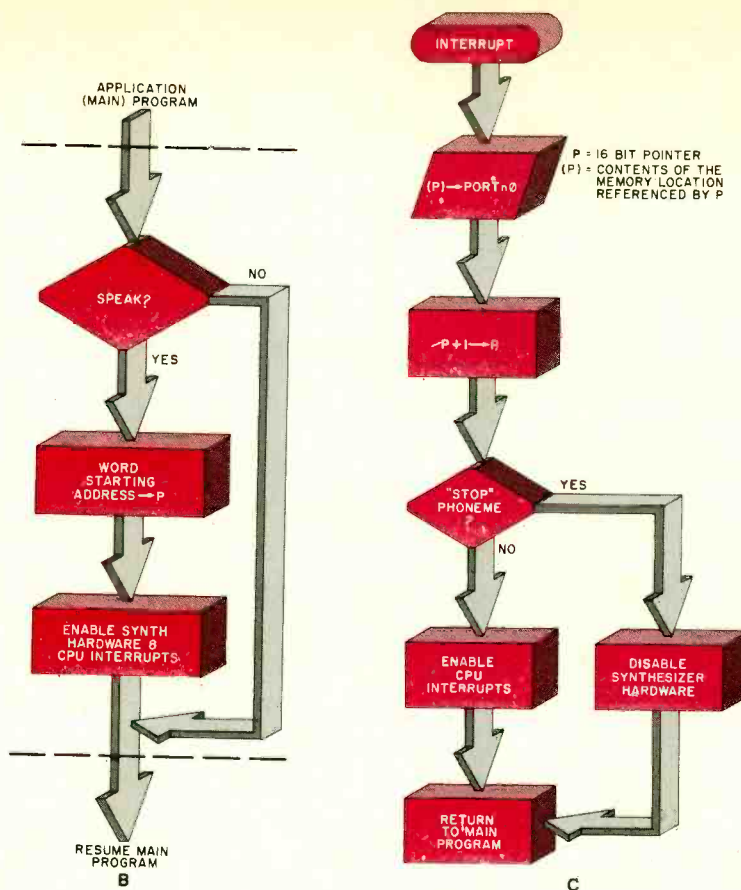 APPLICATION
(MAIN) PROGRAM
SPEAK?
NO
YES
WORD
STARTING
ADDRESS→P
ENABLE SYNTH
HARDWARE &
CPU INTERRUPTS
RESUME MAIN
PROGRAM
B
INTERRUPT
P = 16 BIT POINTER
(P) = CONTENTS OF THE
MEMORY LOCATION
REFERENCED BY P
(P)→PORT n0
P+1→P
"STOP"
PHONEME
?
YES
NO
ENABLE
CPU
INTERRUPTS
DISABLE
SYNTHESIZER
HARDWARE
RETURN
TO MAIN
PROGRAM
C